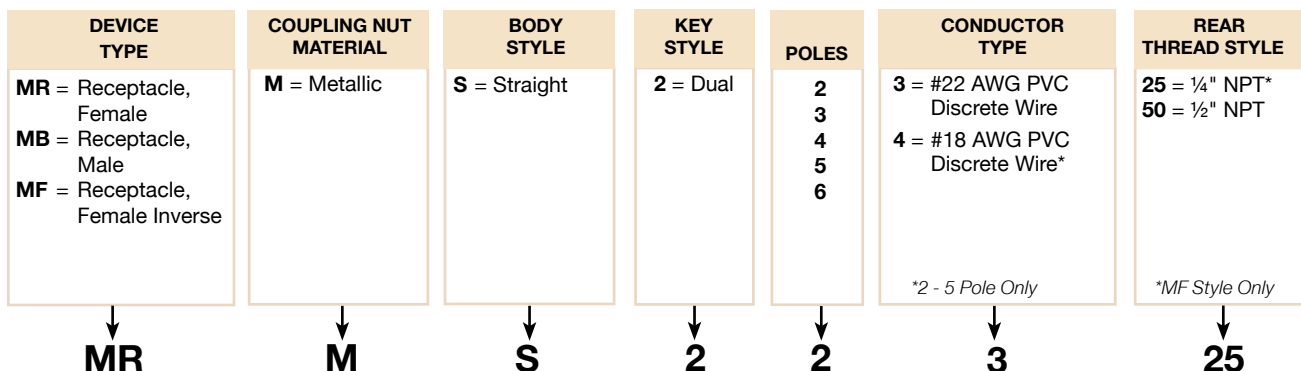 DEVICE
TYPE
MR = Receptacle,
Female
MB = Receptacle,
Male
MF = Receptacle,
Female Inverse
MR
COUPLING NUT
MATERIAL
M = Metallic
M
BODY
STYLE
S = Straight
S
KEY
STYLE
2 = Dual
2
POLES
2
3
4
5
6
2
CONDUCTOR
TYPE
3 = #22 AWG PVC
Discrete Wire
4 = #18 AWG PVC
Discrete Wire*
*2 - 5 Pole Only
3
REAR
THREAD STYLE
25 = ¼" NPT*
50 = ½" NPT
*MF Style Only
25